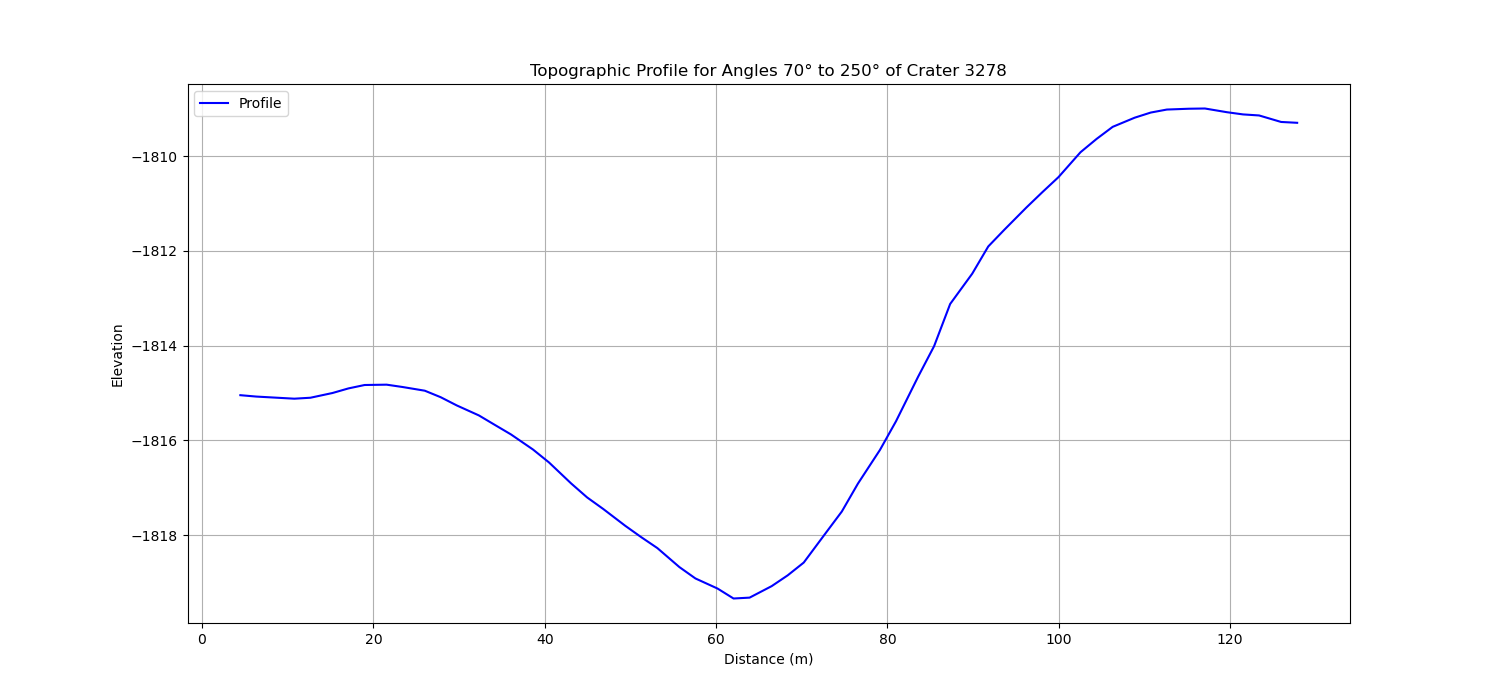 Topographic Profile for Angles 70° to 250° of Crater 3278
Profile
−1810
−1812
−1814
−1816
−1818
Elevation
0 20 40 60 80 100 120
Distance (m)